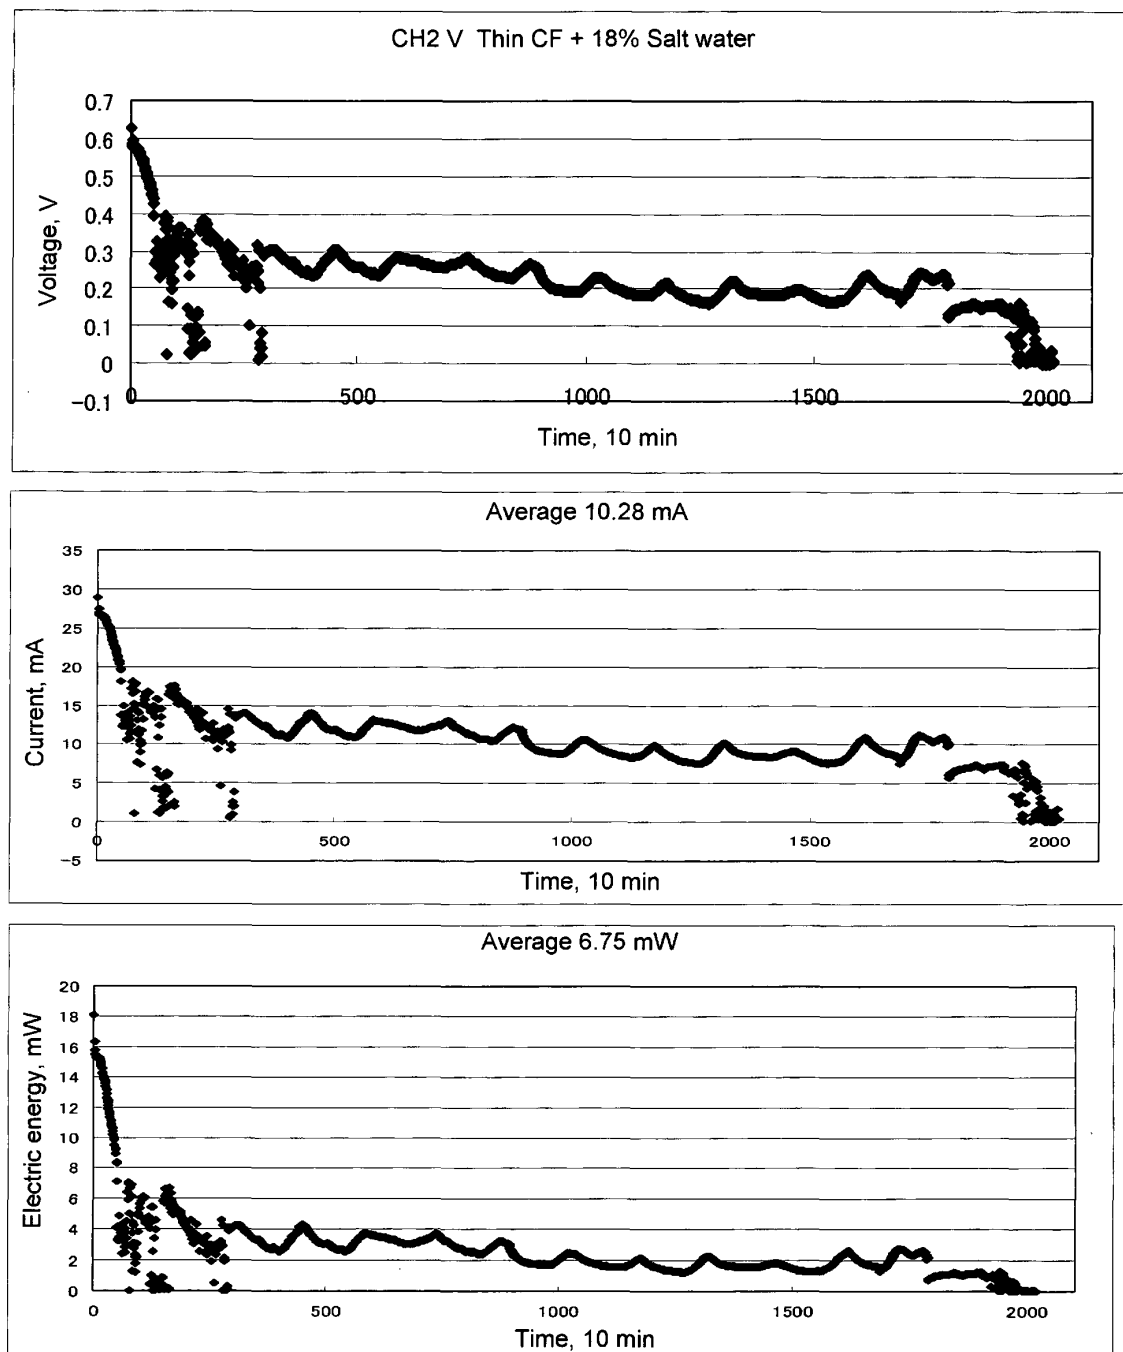 CH2 V Thin CF + 18% Salt water
0.7
0.6
0.5
0.4
0.3
0.2
0.1
0
-0.1
Voltage, V
0 500 1000 1500 2000
Time, 10 min
Average 10.28 mA
35
30
25
20
15
10
5
0
-5
Current, mA
0 500 1000 1500 2000
Time, 10 min
Average 6.75 mW
20
18
16
14
12
10
8
6
4
2
0
Electric energy, mW
0 500 1000 1500 2000
Time, 10 min